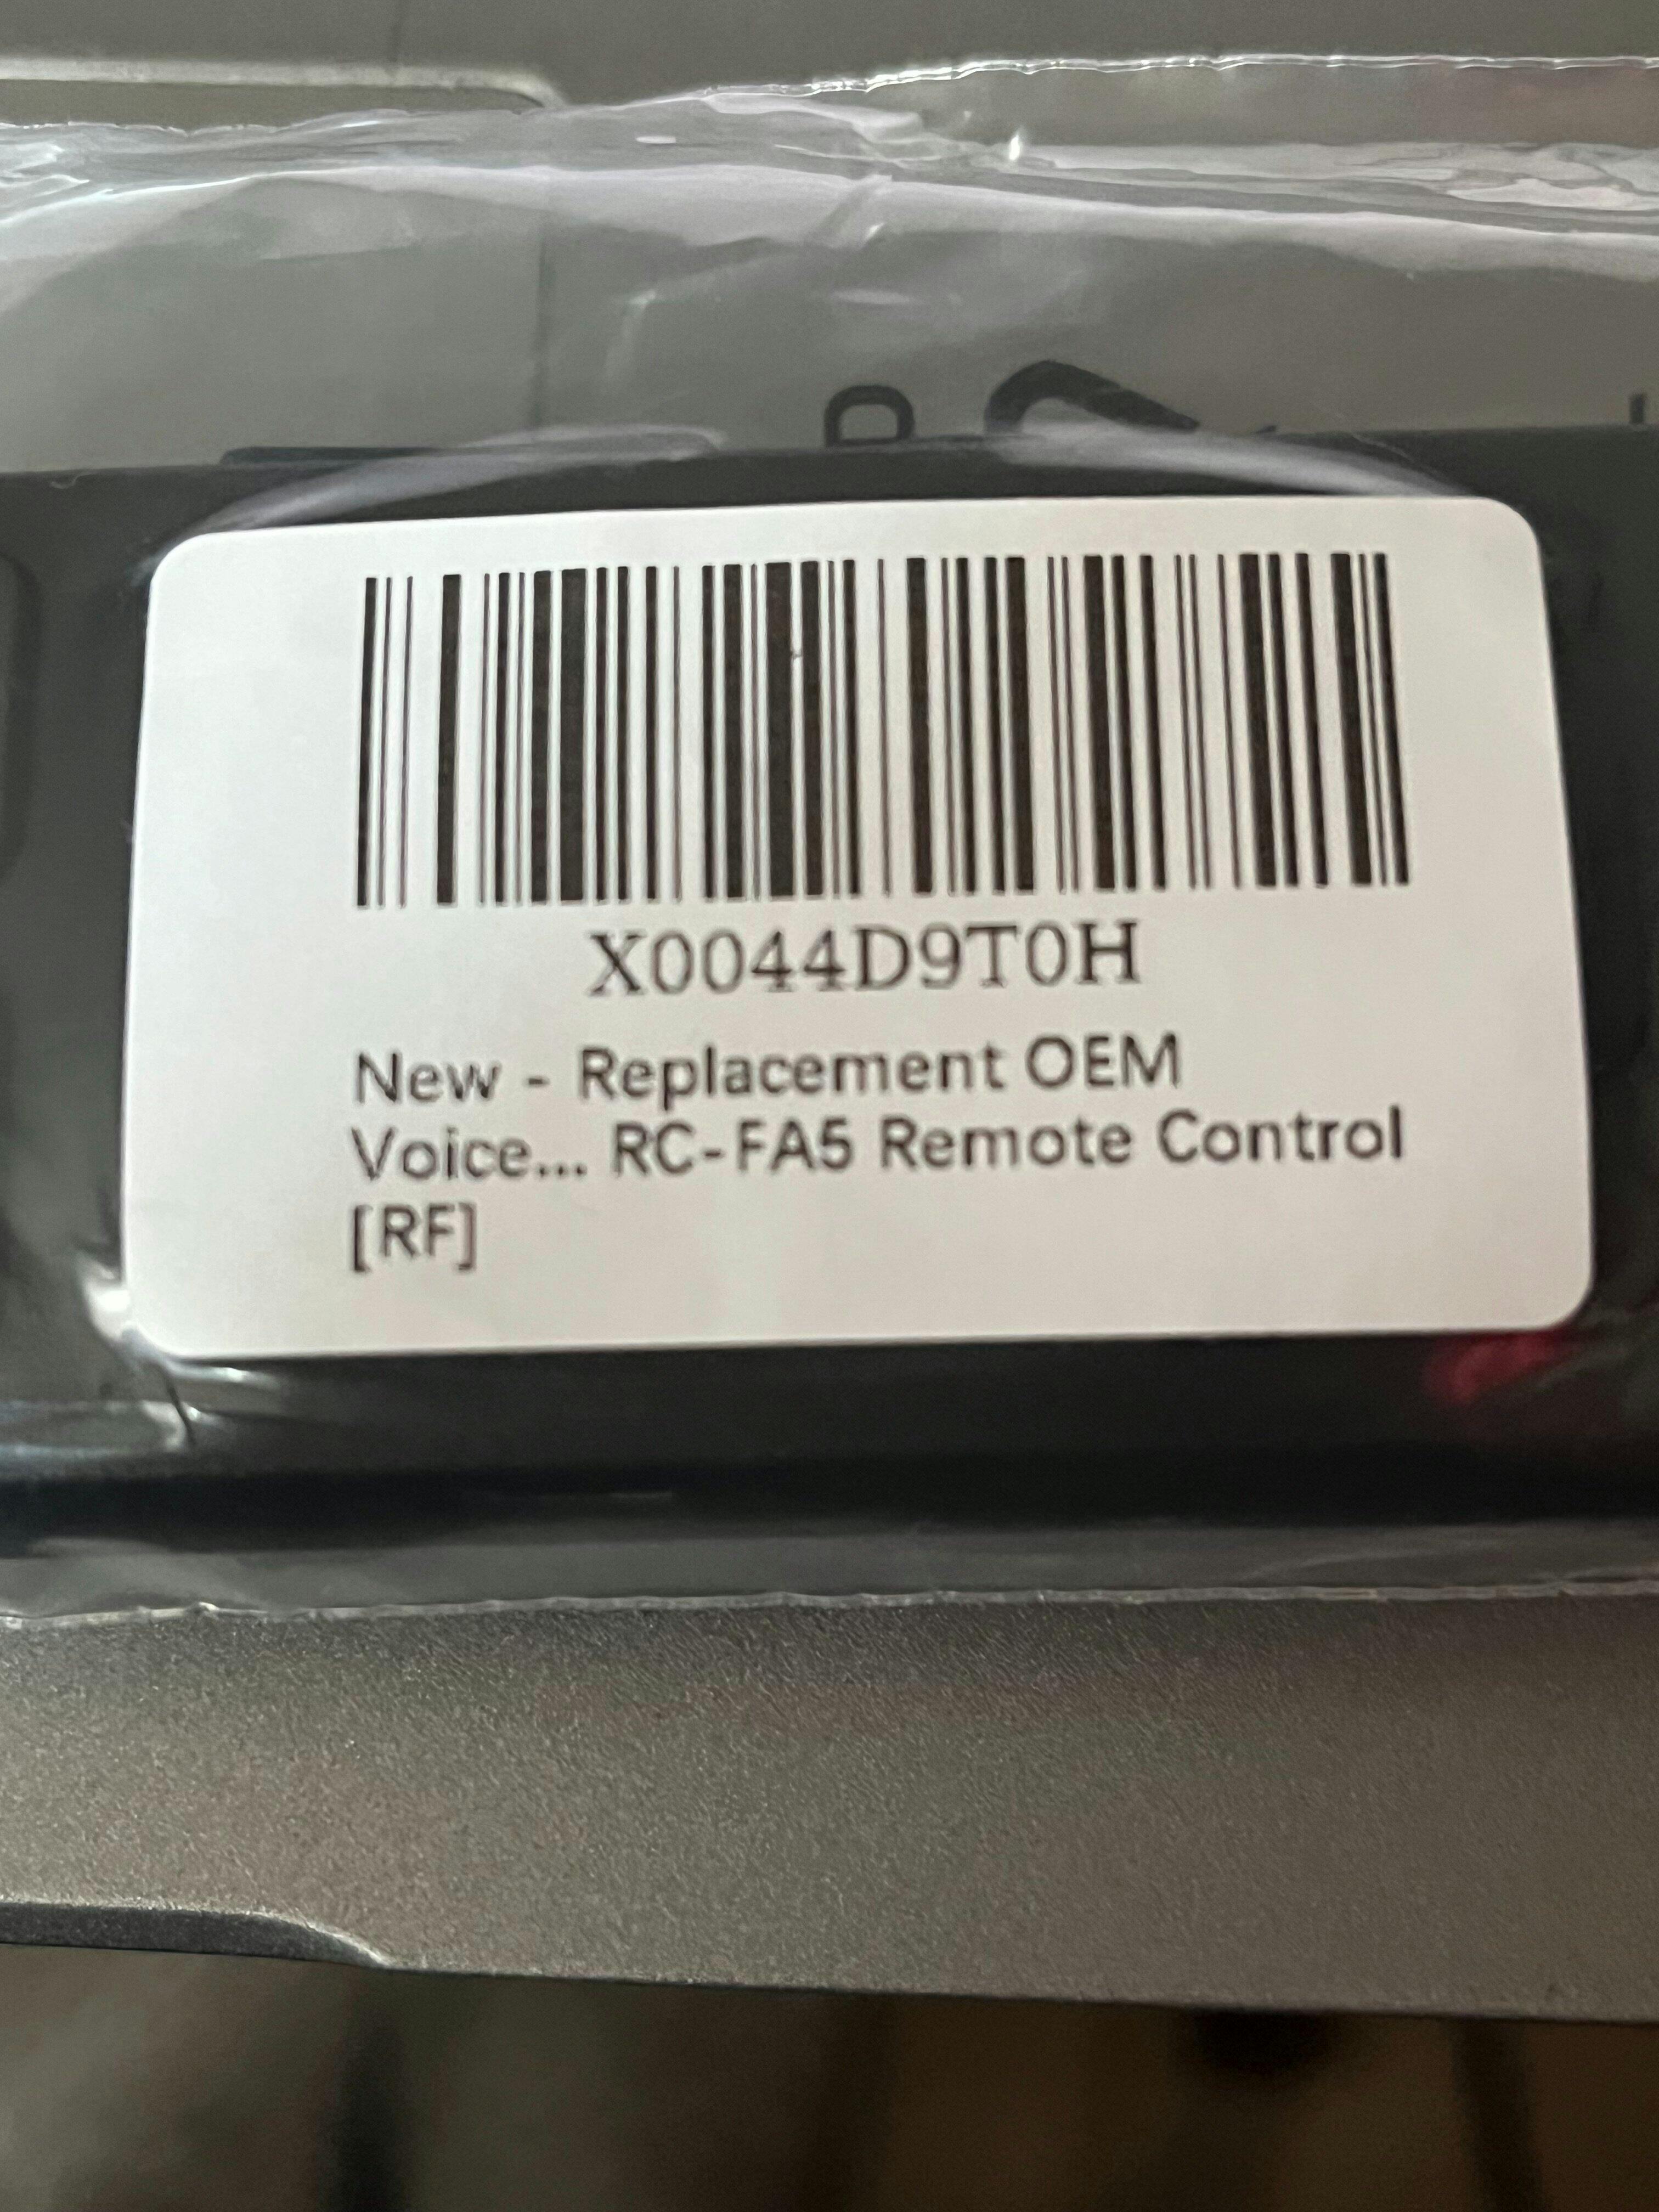 X0044D9T0H
New - Replacement OEM
Voice... RC-FA5 Remote Control
[RF]